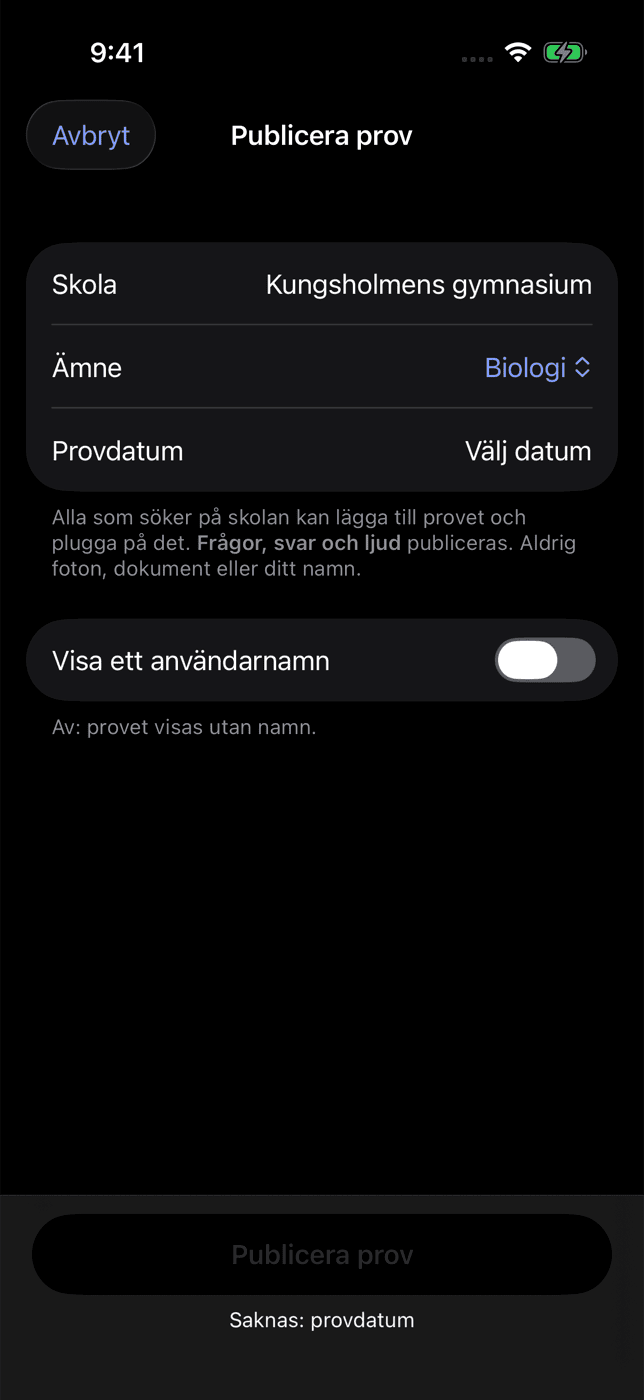 9:41
Avbryt
Publicera prov
Skola
Kungsholmens gymnasium
Ämne
Biologi
Provdatum
Välj datum
Alla som söker på skolan kan lägga till provet och
plugga på det. Frågor, svar och ljud publiceras. Aldrig
foton, dokument eller ditt namn.
Visa ett användarnamn
Av: provet visas utan namn.
Publicera prov
Saknas: provdatum